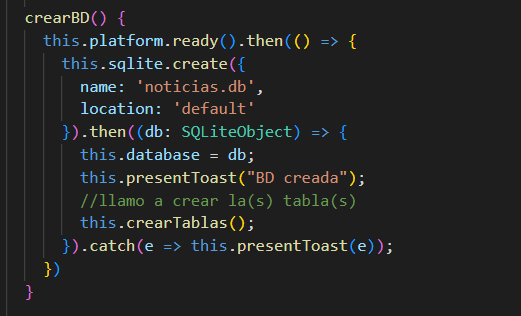 crearBD() {
this.platform.ready().then(() => {
this.sqlite.create({
name: 'noticias.db',
location: 'default'
}).then((db: SQLiteObject) => {
this.database = db;
this.presentToast("BD creada");
//llamo a crear la(s) tabla(s)
this.crearTablas();
}).catch(e => this.presentToast(e));
})
}